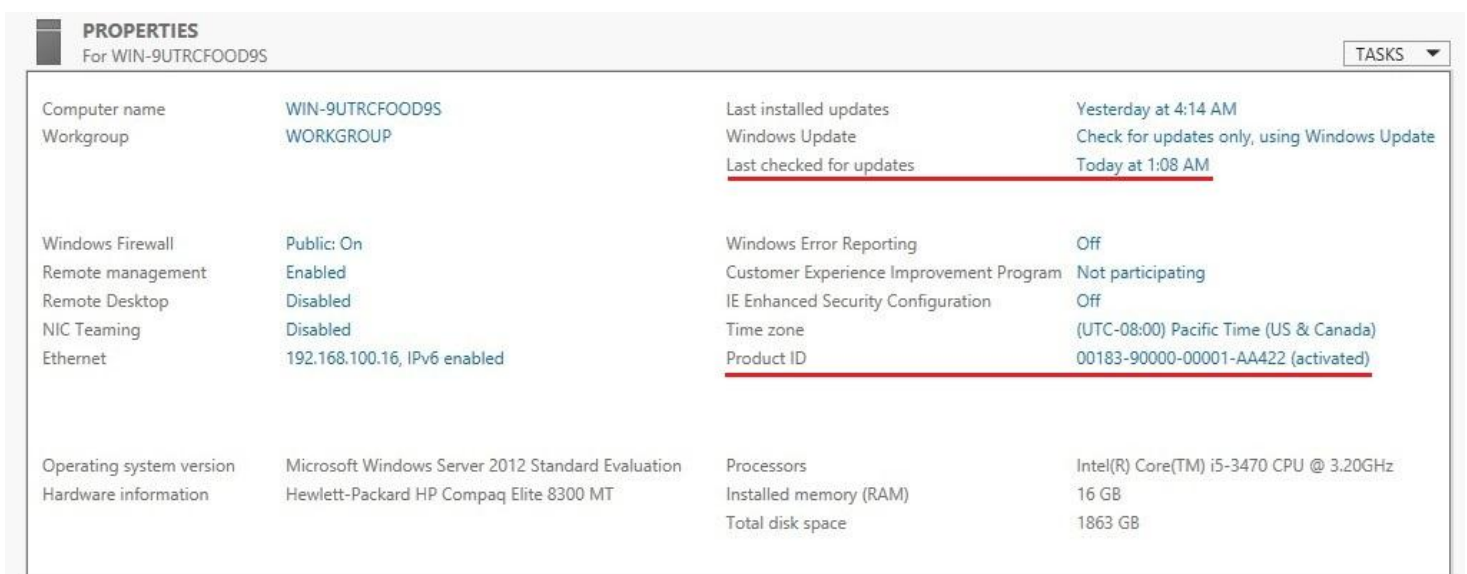 PROPERTIES
For WIN-9UTRCFOOD9S
TASKS
Computer name WIN-9UTRCFOOD9S Last installed updates Yesterday at 4:14 AM
Workgroup WORKGROUP Windows Update Check for updates only, using Windows Update
Last checked for updates Today at 1:08 AM
Windows Firewall Public: On Windows Error Reporting Off
Remote management Enabled Customer Experience Improvement Program Not participating
Remote Desktop Disabled IE Enhanced Security Configuration Off
NIC Teaming Disabled Time zone (UTC-08:00) Pacific Time (US & Canada)
Ethernet 192.168.100.16, IPv6 enabled Product ID 00183-90000-00001-AA422 (activated)
Operating system version Microsoft Windows Server 2012 Standard Evaluation Processors Intel(R) Core(TM) i5-3470 CPU @ 3.20GHz
Hardware information Hewlett-Packard HP Compaq Elite 8300 MT Installed memory (RAM) 16 GB
Total disk space 1863 GB